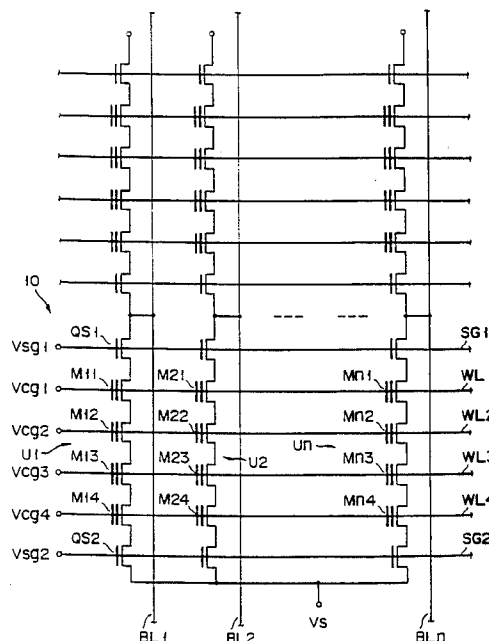 10
Vsg1 QS1 SG1
Vcg1 M11 M21 Mn1 WL
Vcg2 M12 M22 Mn2 WL2
U1 U2 Un
Vcg3 M13 M23 Mn3 WL3
Vcg4 M14 M24 Mn4 WL4
Vsg2 QS2 SG2
Vs
BL1 BL2 BLn